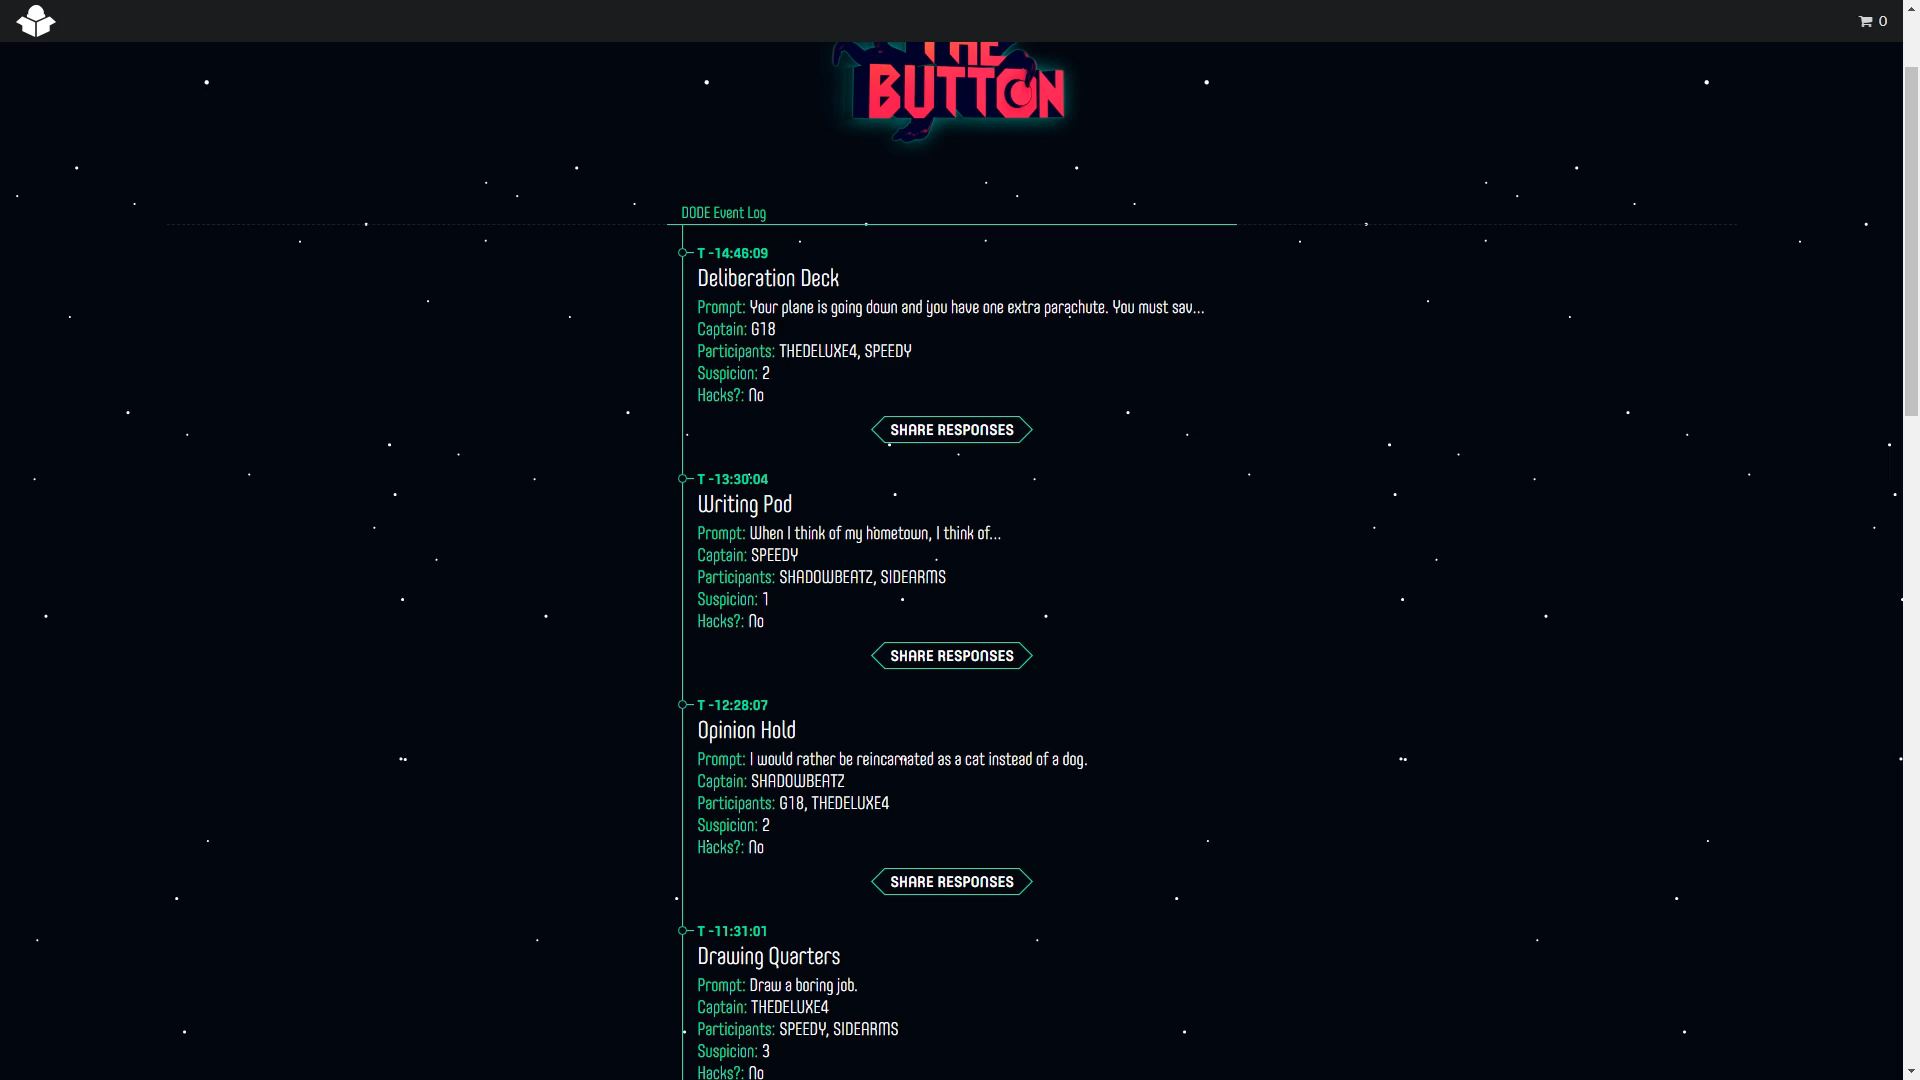 0
THE
BUTTON
DODE Event Log
T -14:46:09
Deliberation Deck
Prompt: Your plane is going down and you have one extra parachute. You must sav...
Captain: G18
Participants: THEDELUXE4, SPEEDY
Suspicion: 2
Hacks?: No
SHARE RESPONSES
T -13:30:04
Writing Pod
Prompt: When I think of my hometown, I think of...
Captain: SPEEDY
Participants: SHADOWBEATZ, SIDEARMS
Suspicion: 1
Hacks?: No
SHARE RESPONSES
T -12:28:07
Opinion Hold
Prompt: I would rather be reincarnated as a cat instead of a dog.
Captain: SHADOWBEATZ
Participants: G18, THEDELUXE4
Suspicion: 2
Hacks?: No
SHARE RESPONSES
T -11:31:01
Drawing Quarters
Prompt: Draw a boring job.
Captain: THEDELUXE4
Participants: SPEEDY, SIDEARMS
Suspicion: 3
Hacks?: No